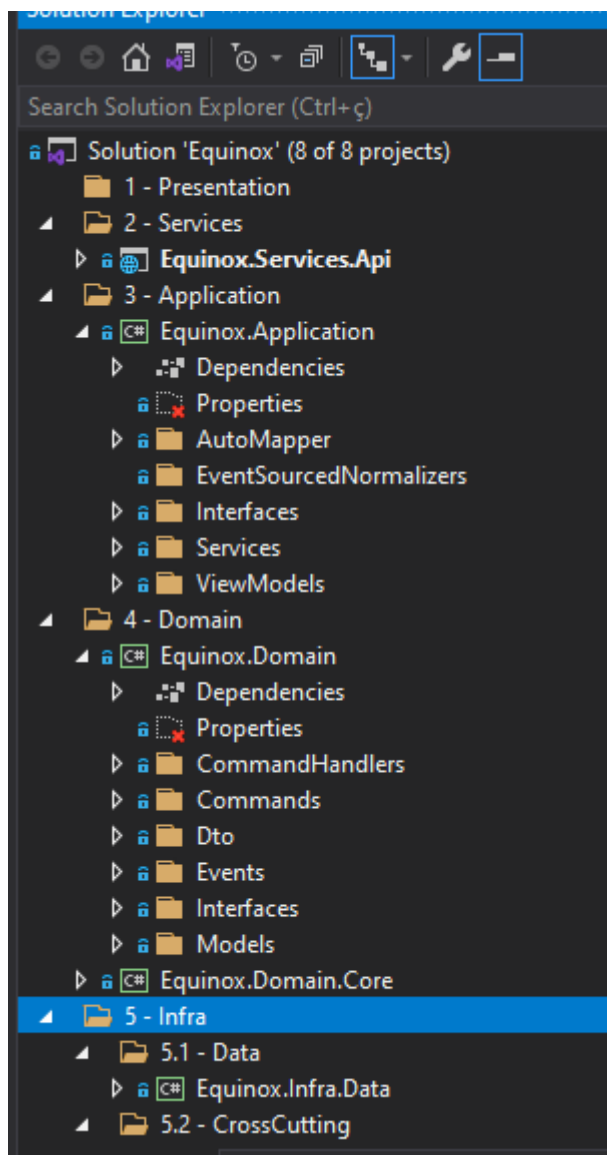 Solution Explorer
Search Solution Explorer (Ctrl+ç)
Solution 'Equinox' (8 of 8 projects)
1 - Presentation
2 - Services
Equinox.Services.Api
3 - Application
C# Equinox.Application
Dependencies
Properties
AutoMapper
EventSourcedNormalizers
Interfaces
Services
ViewModels
4 - Domain
C# Equinox.Domain
Dependencies
Properties
CommandHandlers
Commands
Dto
Events
Interfaces
Models
C# Equinox.Domain.Core
5 - Infra
5.1 - Data
C# Equinox.Infra.Data
5.2 - CrossCutting